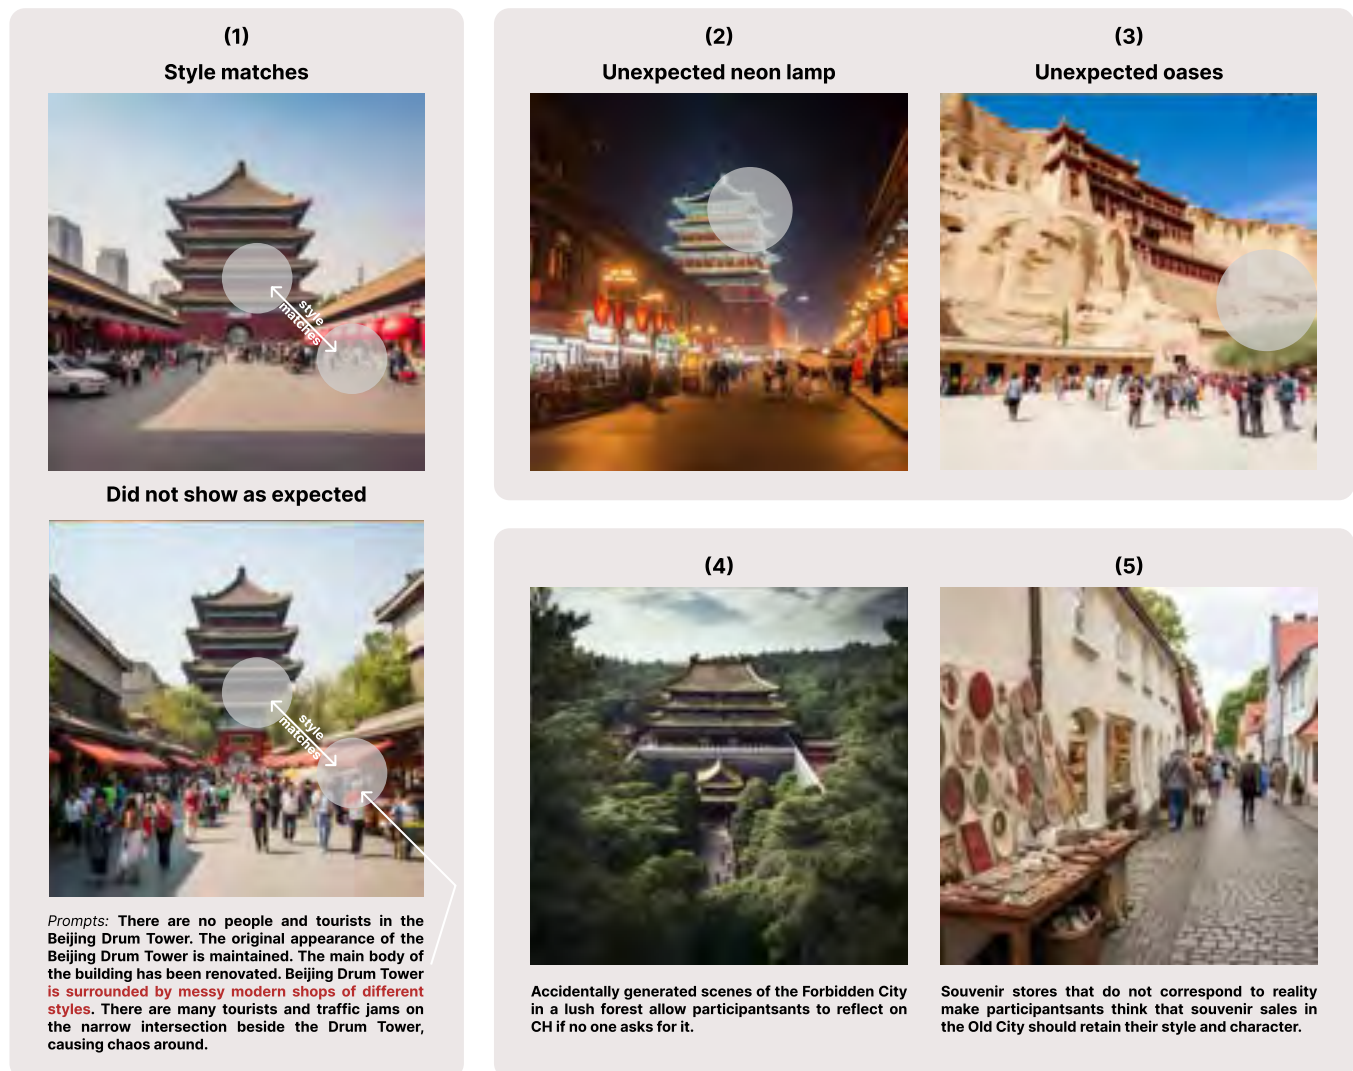 (1)
Style matches
style
matches
Did not show as expected
style
matches
Prompts: There are no people and tourists in the
Beijing Drum Tower. The original appearance of the
Beijing Drum Tower is maintained. The main body of
the building has been renovated. Beijing Drum Tower
is surrounded by messy modern shops of different
styles. There are many tourists and traffic jams on
the narrow intersection beside the Drum Tower,
causing chaos around.
(2)
Unexpected neon lamp
(3)
Unexpected oases
(4)
Accidentally generated scenes of the Forbidden City
in a lush forest allow participantsants to reflect on
CH if no one asks for it.
(5)
Souvenir stores that do not correspond to reality
make participantsants think that souvenir sales in
the Old City should retain their style and character.